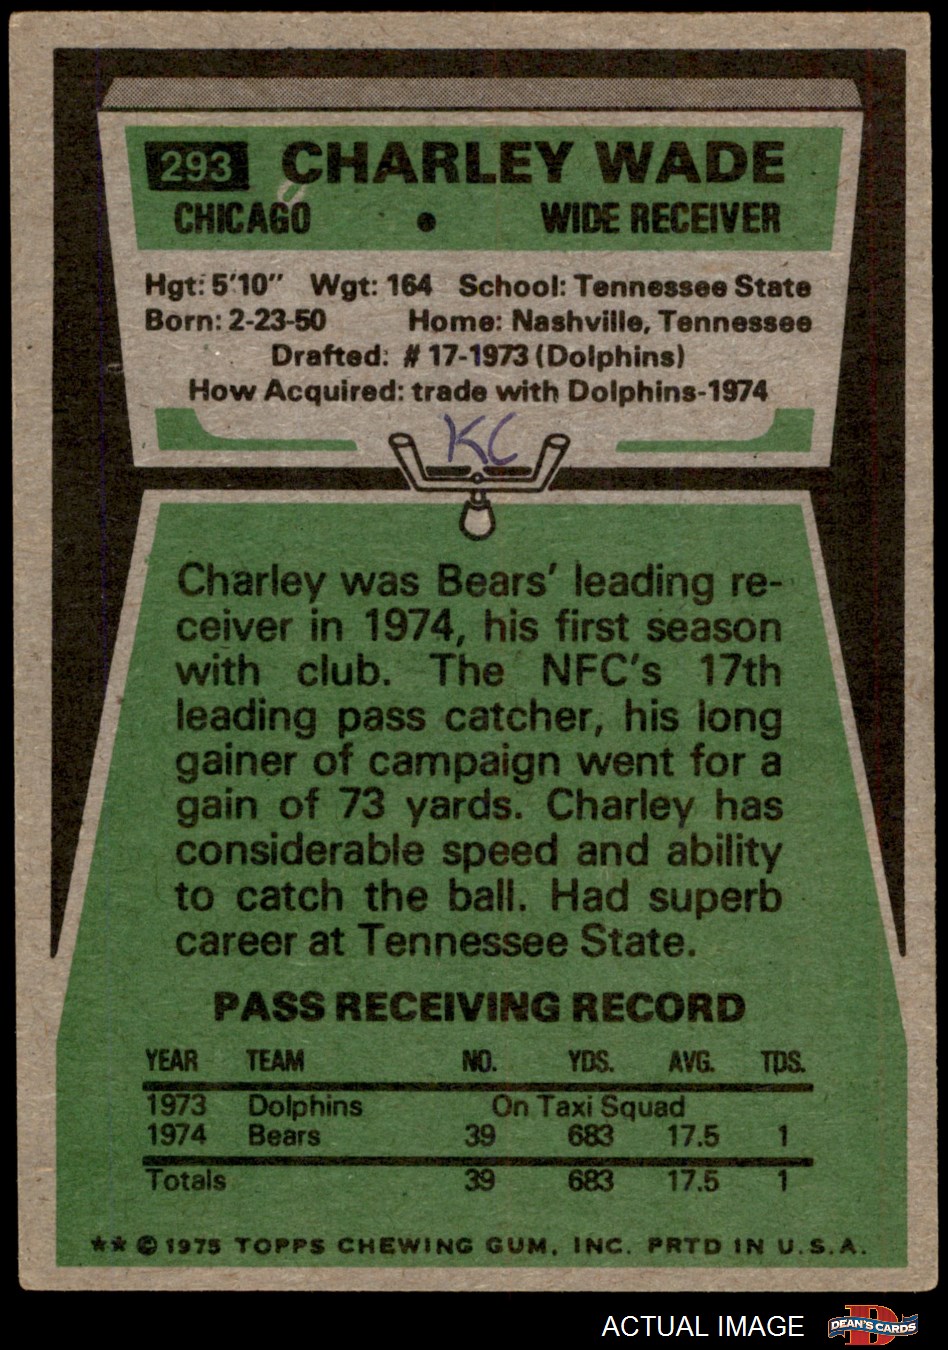 293 CHARLEY WADE
CHICAGO • WIDE RECEIVER
Hgt: 5'10" Wgt: 164 School: Tennessee State
Born: 2-23-50 Home: Nashville, Tennessee
Drafted: # 17-1973 (Dolphins)
How Acquired: trade with Dolphins-1974
KC
Charley was Bears' leading re-
ceiver in 1974, his first season
with club. The NFC's 17th
leading pass catcher, his long
gainer of campaign went for a
gain of 73 yards. Charley has
considerable speed and ability
to catch the ball. Had superb
career at Tennessee State.
PASS RECEIVING RECORD
YEAR TEAM NO. YDS. AVG. TDS.
1973 Dolphins On Taxi Squad
1974 Bears 39 683 17.5 1
Totals 39 683 17.5 1
** © 1975 TOPPS CHEWING GUM, INC. PRTD IN U.S.A.
ACTUAL IMAGE
D
DEAN'S CARDS